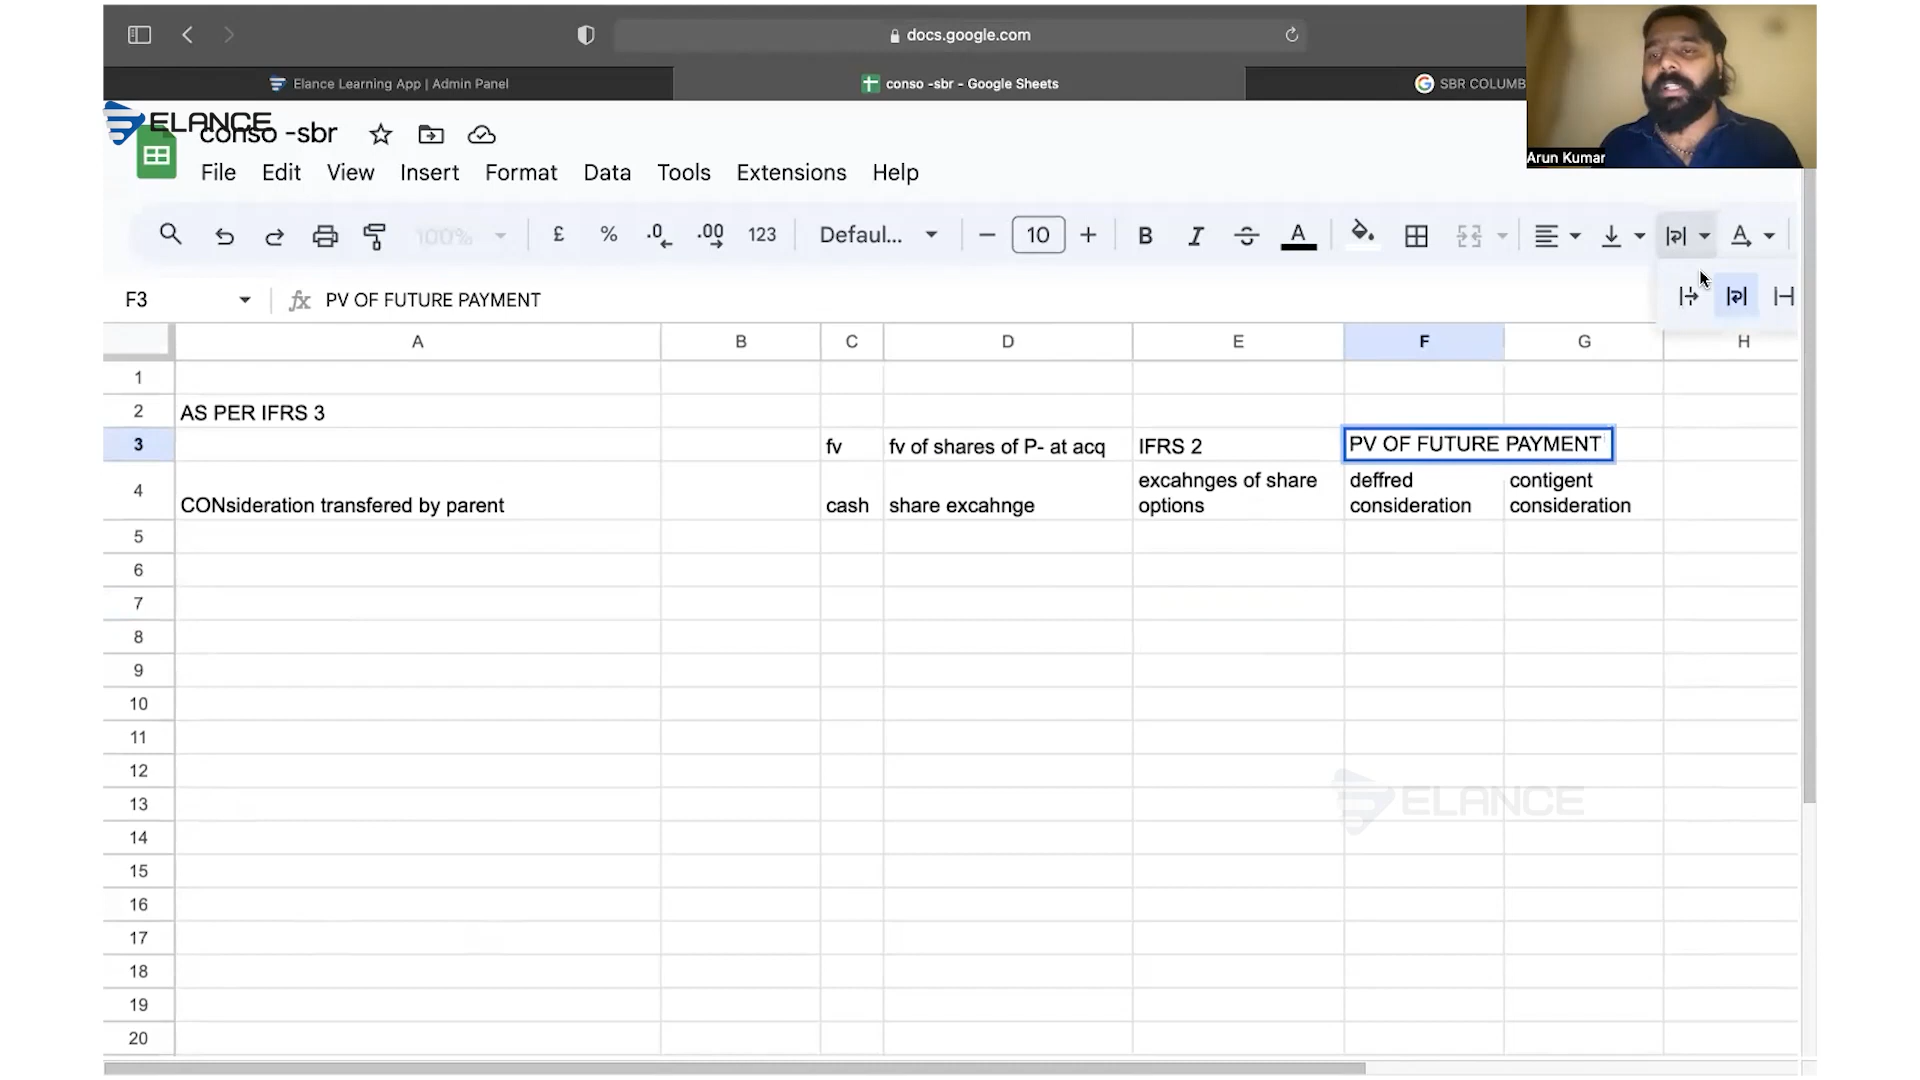 docs.google.com
Elance Learning App | Admin Panel
conso -sbr - Google Sheets
SBR COLUMB
Arun Kumar
ELANCE
conso -sbr
File Edit View Insert Format Data Tools Extensions Help
100% £ % .0 .00 123 Defaul... 10 B I S A A
F3 fx PV OF FUTURE PAYMENT
A B C D E F G H
1
2 AS PER IFRS 3
3 fv fv of shares of P- at acq IFRS 2 PV OF FUTURE PAYMENT
excahnges of share deffred contigent
4 CONsideration transfered by parent cash share excahnge options consideration consideration
5
6
7
8
9
10
11
12
13
ELANCE
14
15
16
17
18
19
20